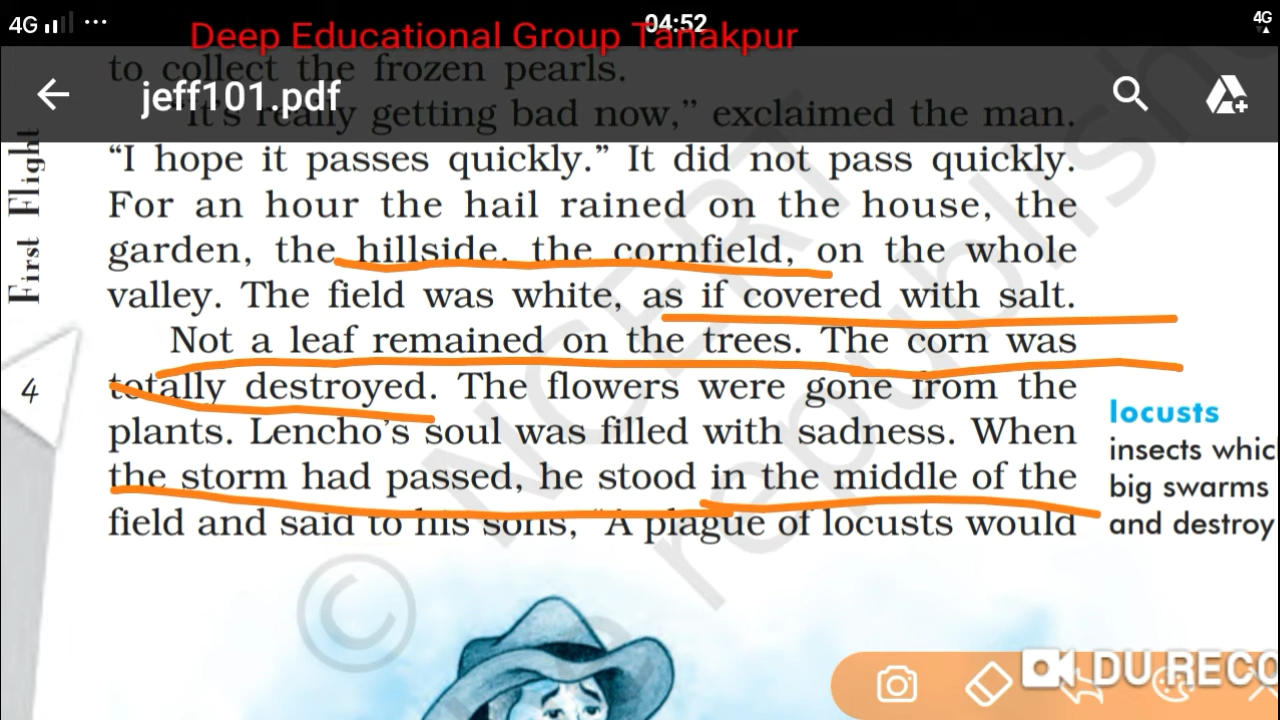 4G
04:52
4G
Deep Educational Group Tanakpur
to collect the frozen pearls.
jeff101.pdf
"It's really getting bad now," exclaimed the man.
"I hope it passes quickly." It did not pass quickly.
For an hour the hail rained on the house, the
garden, the hillside, the cornfield, on the whole
valley. The field was white, as if covered with salt.
Not a leaf remained on the trees. The corn was
totally destroyed. The flowers were gone from the
plants. Lencho's soul was filled with sadness. When
the storm had passed, he stood in the middle of the
field and said to his sons, "A plague of locusts would
First Flight
4
locusts
insects whic
big swarms
and destroy
© NCERT
republish
DU RECO